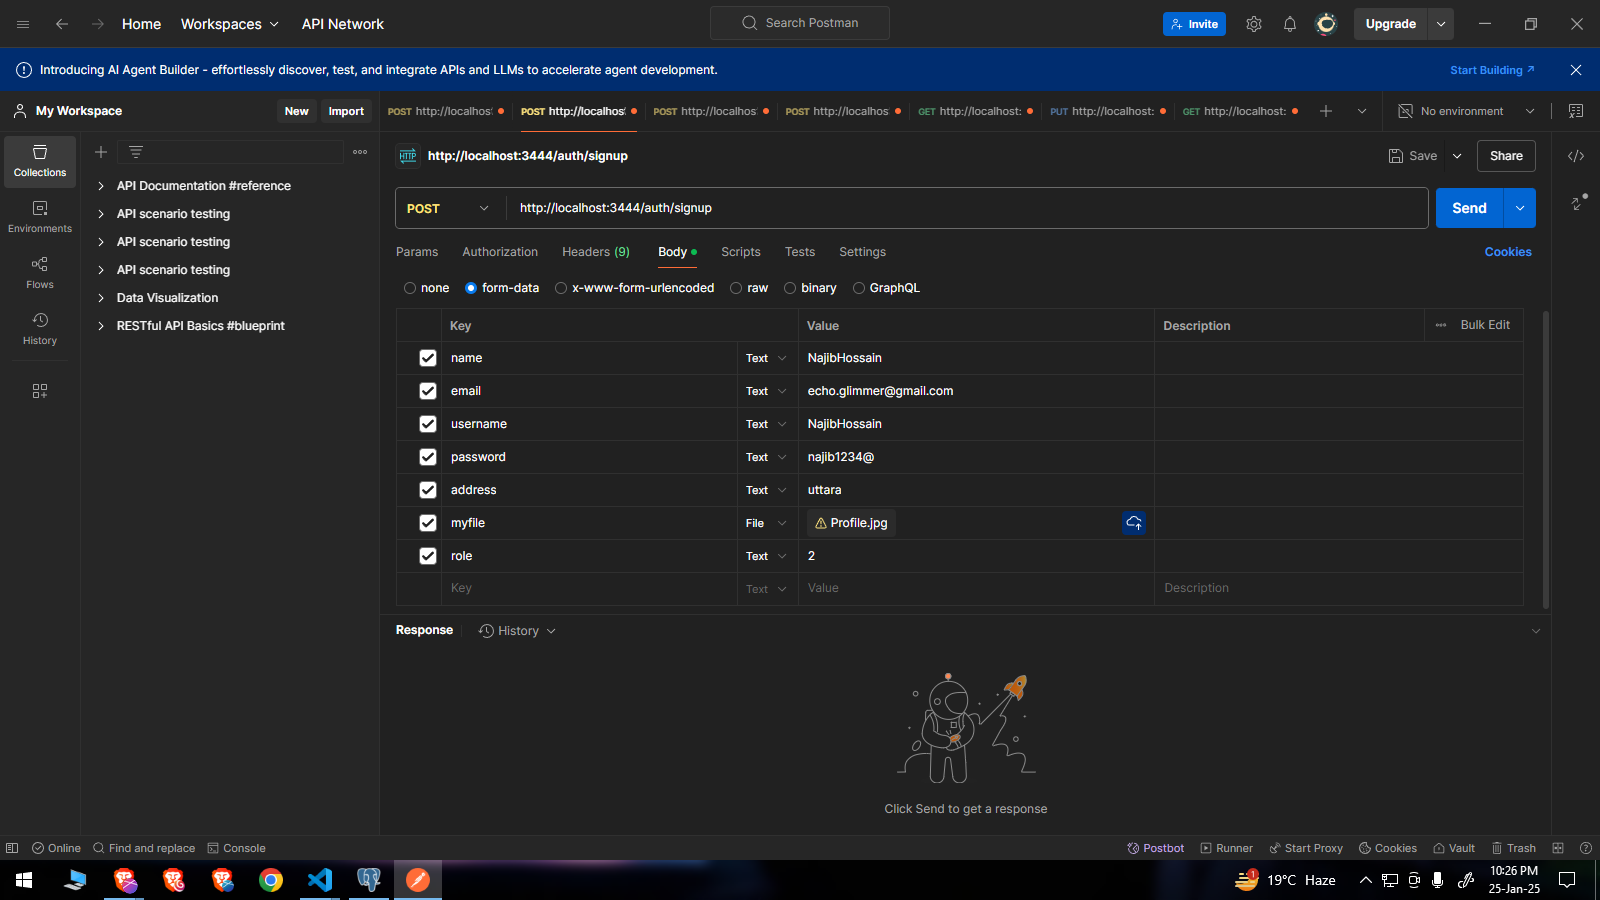 Home Workspaces API Network Search Postman Invite Upgrade
Introducing AI Agent Builder - effortlessly discover, test, and integrate APIs and LLMs to accelerate agent development. Start Building
My Workspace New Import POST http://localhost POST http://localhost POST http://localhost POST http://localhost GET http://localhost: PUT http://localhost: GET http://localhost: No environment
Collections
Environments
Flows
History
API Documentation #reference
API scenario testing
API scenario testing
API scenario testing
Data Visualization
RESTful API Basics #blueprint
HTTP http://localhost:3444/auth/signup Save Share
POST http://localhost:3444/auth/signup Send
Params Authorization Headers (9) Body Scripts Tests Settings Cookies
none form-data x-www-form-urlencoded raw binary GraphQL
Key Value Description Bulk Edit
name Text NajibHossain
email Text echo.glimmer@gmail.com
username Text NajibHossain
password Text najib1234@
address Text uttara
myfile File Profile.jpg
role Text 2
Key Text Value Description
Response History
Click Send to get a response
Online Find and replace Console Postbot Runner Start Proxy Cookies Vault Trash
1 19°C Haze 10:26 PM
25-Jan-25